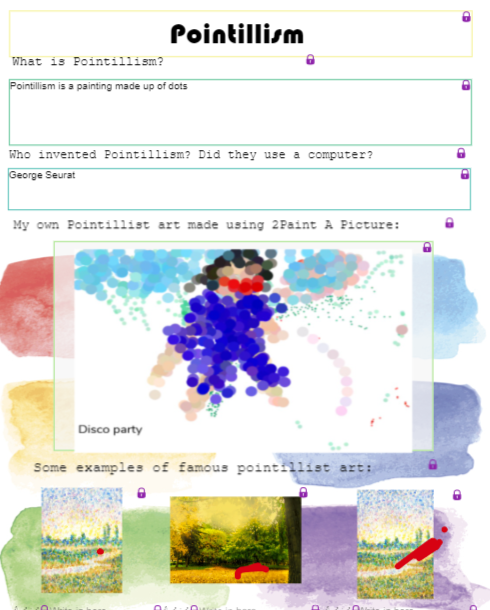 Pointillism
What is Pointillism?
Pointillism is a painting made up of dots
Who invented Pointillism? Did they use a computer?
George Seurat
My own Pointillist art made using 2Paint A Picture:
Disco party
Some examples of famous pointillist art: